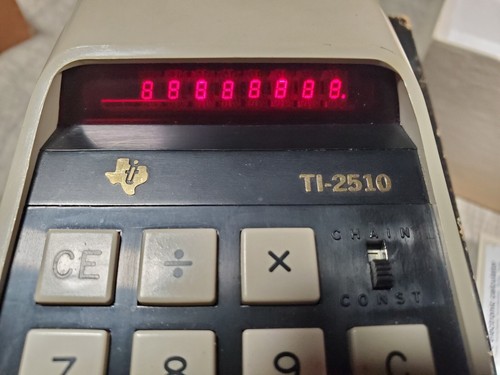 88888888.
TI-2510
CE ÷ ×
CHAIN
CONST
7 8 9 C